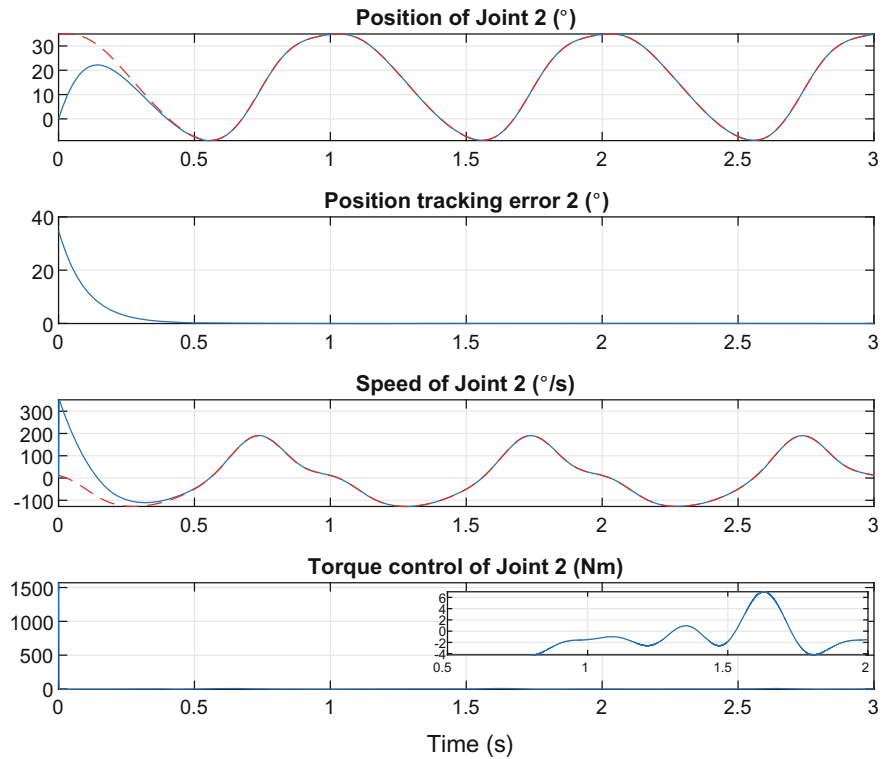 Position of Joint 2 (°)
30
20
10
0
0 0.5 1 1.5 2 2.5 3
Position tracking error 2 (°)
40
20
0
0 0.5 1 1.5 2 2.5 3
Speed of Joint 2 (°/s)
300
200
100
0
-100
0 0.5 1 1.5 2 2.5 3
Torque control of Joint 2 (Nm)
1500
1000
500
0
6
4
2
0
-2
-4
0.5 1 1.5 2
0 0.5 1 1.5 2 2.5 3
Time (s)